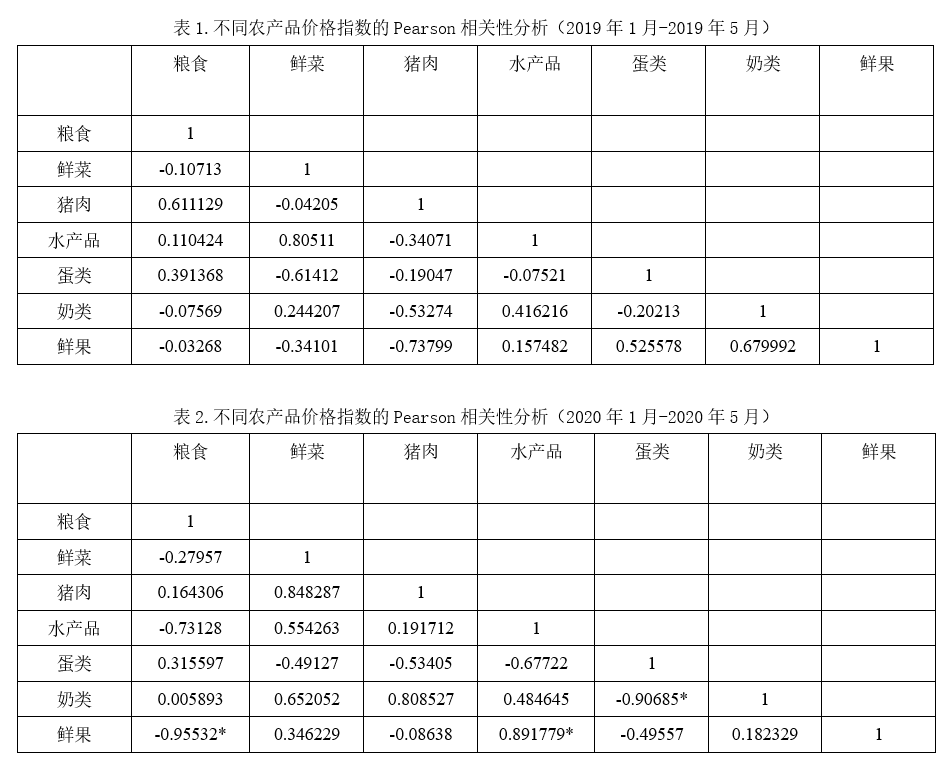 表 1.不同农产品价格指数的 Pearson 相关性分析（2019 年 1 月-2019 年 5 月）
粮食 鲜菜 猪肉 水产品 蛋类 奶类 鲜果
粮食 1
鲜菜 -0.10713 1
猪肉 0.611129 -0.04205 1
水产品 0.110424 0.80511 -0.34071 1
蛋类 0.391368 -0.61412 -0.19047 -0.07521 1
奶类 -0.07569 0.244207 -0.53274 0.416216 -0.20213 1
鲜果 -0.03268 -0.34101 -0.73799 0.157482 0.525578 0.679992 1
表 2.不同农产品价格指数的 Pearson 相关性分析（2020 年 1 月-2020 年 5 月）
粮食 鲜菜 猪肉 水产品 蛋类 奶类 鲜果
粮食 1
鲜菜 -0.27957 1
猪肉 0.164306 0.848287 1
水产品 -0.73128 0.554263 0.191712 1
蛋类 0.315597 -0.49127 -0.53405 -0.67722 1
奶类 0.005893 0.652052 0.808527 0.484645 -0.90685* 1
鲜果 -0.95532* 0.346229 -0.08638 0.891779* -0.49557 0.182329 1